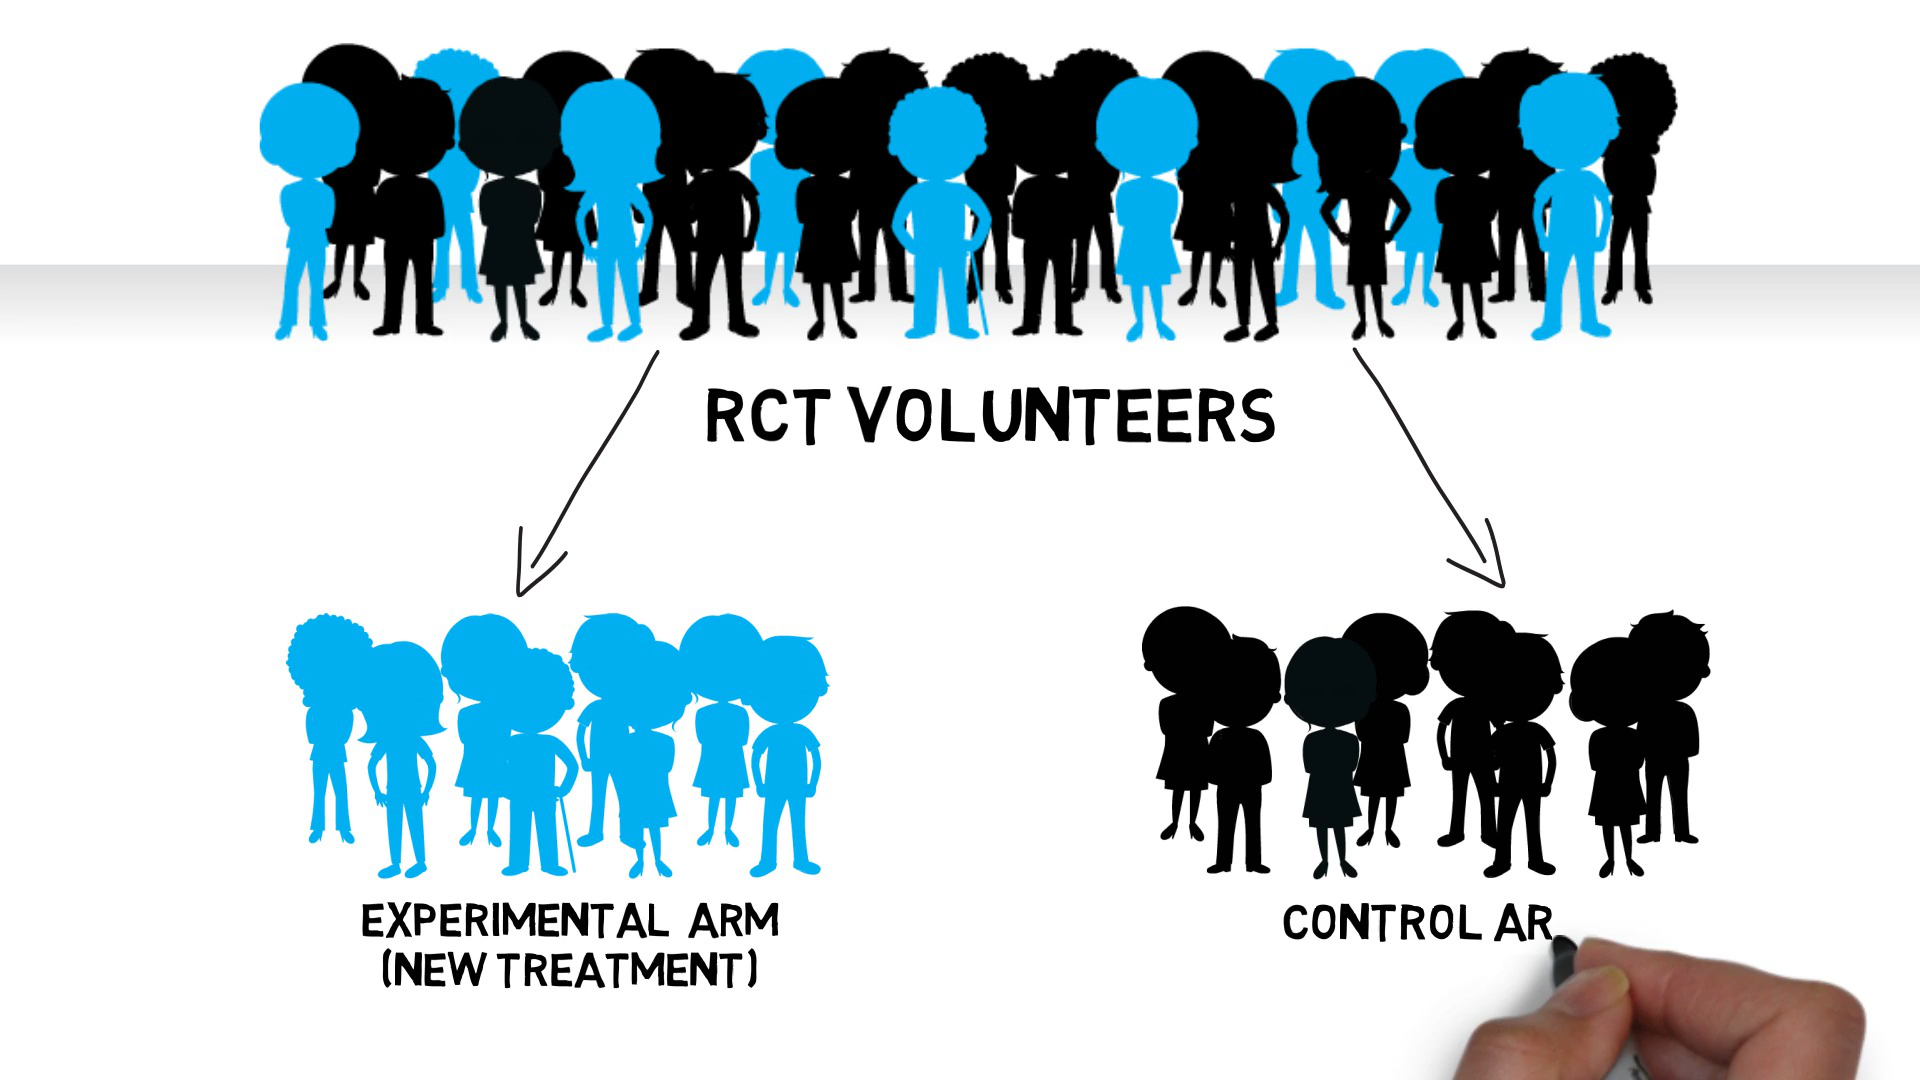 RCT VOLUNTEERS
EXPERIMENTAL ARM
(NEW TREATMENT)
CONTROL AR